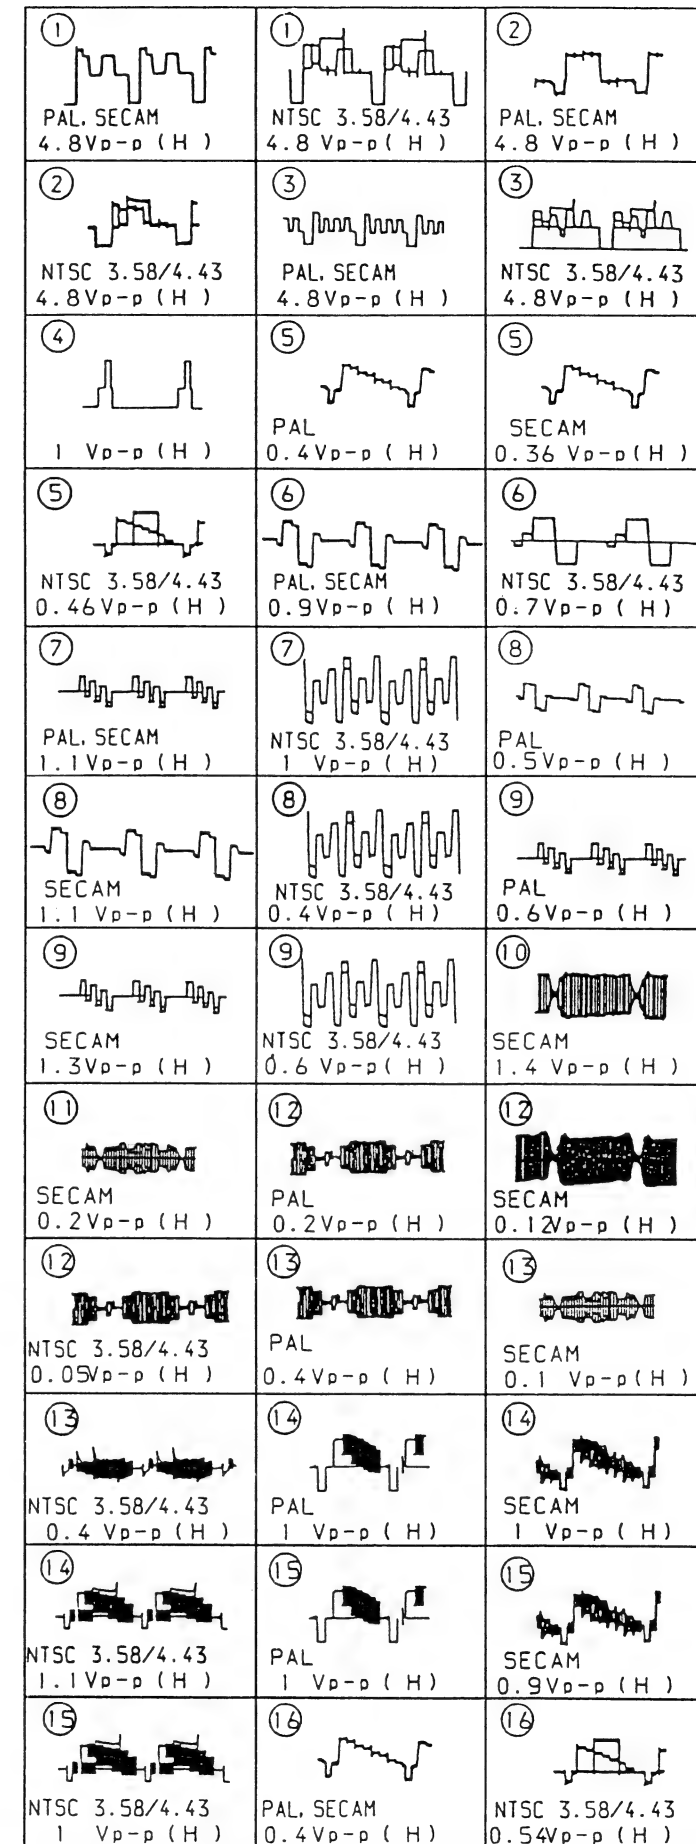 ①
PAL, SECAM
4.8Vp-p ( H )
①
NTSC 3.58/4.43
4.8 Vp-p( H )
②
PAL, SECAM
4.8 Vp-p ( H )
②
NTSC 3.58/4.43
4.8Vp-p ( H )
③
PAL, SECAM
4.8Vp-p ( H )
③
NTSC 3.58/4.43
4.8Vp-p ( H )
④
1 Vp-p ( H )
⑤
PAL
0.4Vp-p ( H )
⑤
SECAM
0.36 Vp-p( H )
⑤
NTSC 3.58/4.43
0.46Vp-p ( H )
⑥
PAL, SECAM
0.9Vp-p ( H )
⑥
NTSC 3.58/4.43
0.7Vp-p ( H )
⑦
PAL, SECAM
1.1Vp-p ( H )
⑦
NTSC 3.58/4.43
1 Vp-p ( H )
⑧
PAL
0.5Vp-p ( H )
⑧
SECAM
1.1 Vp-p ( H )
⑧
NTSC 3.58/4.43
0.4Vp-p ( H )
⑨
PAL
0.6Vp-p ( H )
⑨
SECAM
1.3Vp-p ( H )
⑨
NTSC 3.58/4.43
0.6 Vp-p ( H )
⑩
SECAM
1.4 Vp-p ( H )
⑪
SECAM
0.2Vp-p ( H )
⑫
PAL
0.2Vp-p ( H )
⑫
SECAM
0.12Vp-p ( H )
⑫
NTSC 3.58/4.43
0.05Vp-p ( H )
⑬
PAL
0.4Vp-p ( H )
⑬
SECAM
0.1 Vp-p( H )
⑬
NTSC 3.58/4.43
0.4 Vp-p ( H )
⑭
PAL
1 Vp-p ( H )
⑭
SECAM
1 Vp-p ( H )
⑭
NTSC 3.58/4.43
1.1Vp-p ( H )
⑮
PAL
1 Vp-p ( H )
⑮
SECAM
0.9Vp-p ( H )
⑮
NTSC 3.58/4.43
1 Vp-p ( H )
⑯
PAL, SECAM
0.4Vp-p ( H )
⑯
NTSC 3.58/4.43
0.54Vp-p ( H )